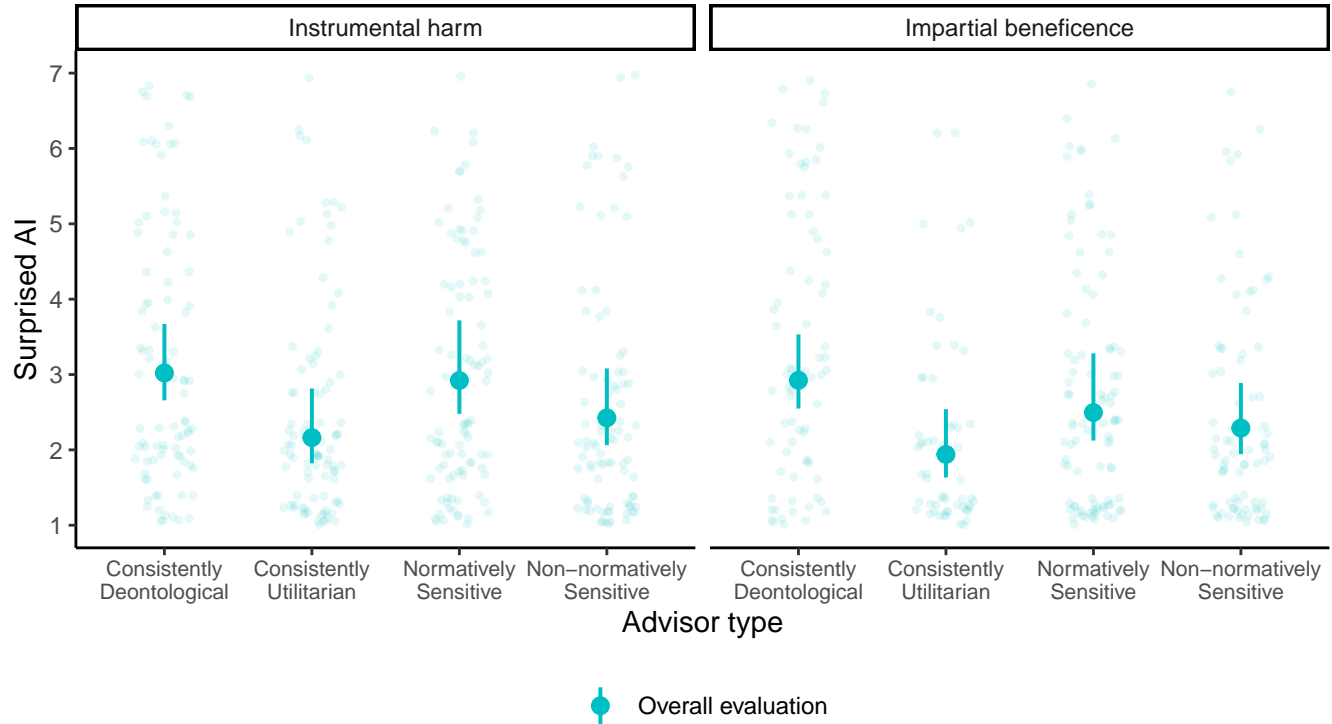 Instrumental harm
Impartial beneficence
Surprised AI
7
6
5
4
3
2
1
Consistently
Deontological
Consistently
Utilitarian
Normatively
Sensitive
Non−normatively
Sensitive
Consistently
Deontological
Consistently
Utilitarian
Normatively
Sensitive
Non−normatively
Sensitive
Advisor type
Overall evaluation